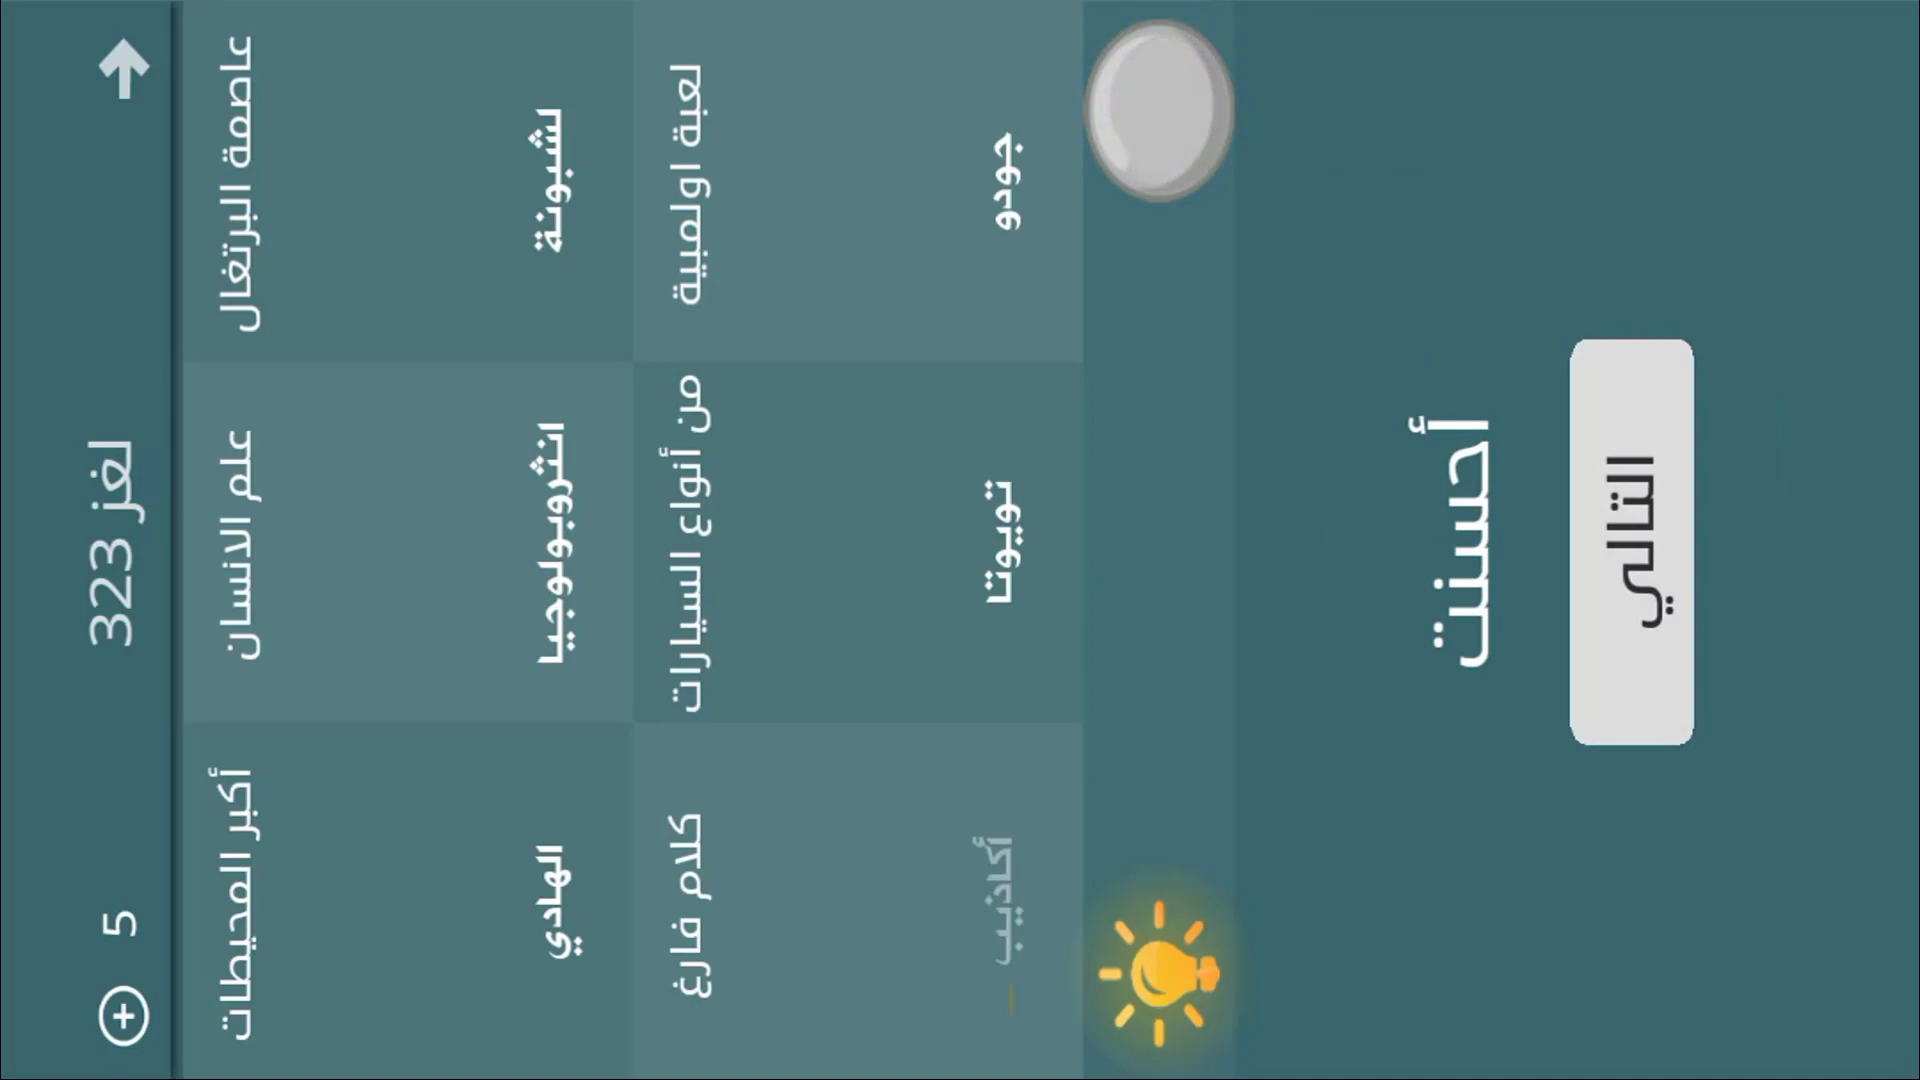 لغز 323
5
عاصمة البرتغال
لشبونة
علم الانسان
انثروبولوجيا
أكبر المحيطات
الهادي
لعبة اولمبية
جودو
من أنواع السيارات
تويوتا
كلام فارغ
أكاذيب
أحسنت
التالي